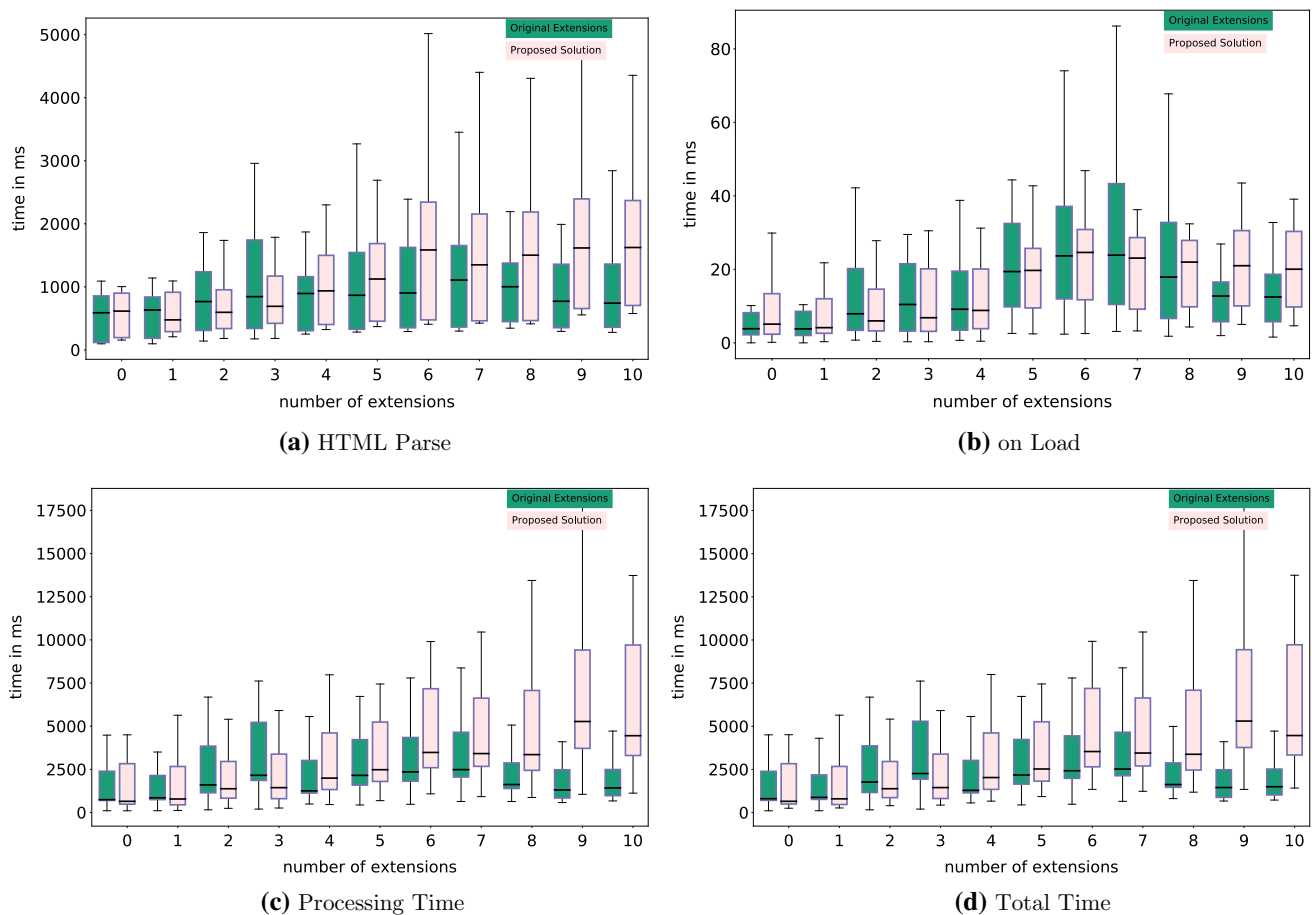 Original Extensions
Proposed Solution
5000
4000
3000
2000
1000
0
time in ms
0 1 2 3 4 5 6 7 8 9 10
number of extensions
(a) HTML Parse
Original Extensions
Proposed Solution
80
60
40
20
0
time in ms
0 1 2 3 4 5 6 7 8 9 10
number of extensions
(b) on Load
Original Extensions
Proposed Solution
17500
15000
12500
10000
7500
5000
2500
0
time in ms
0 1 2 3 4 5 6 7 8 9 10
number of extensions
(c) Processing Time
Original Extensions
Proposed Solution
17500
15000
12500
10000
7500
5000
2500
0
time in ms
0 1 2 3 4 5 6 7 8 9 10
number of extensions
(d) Total Time